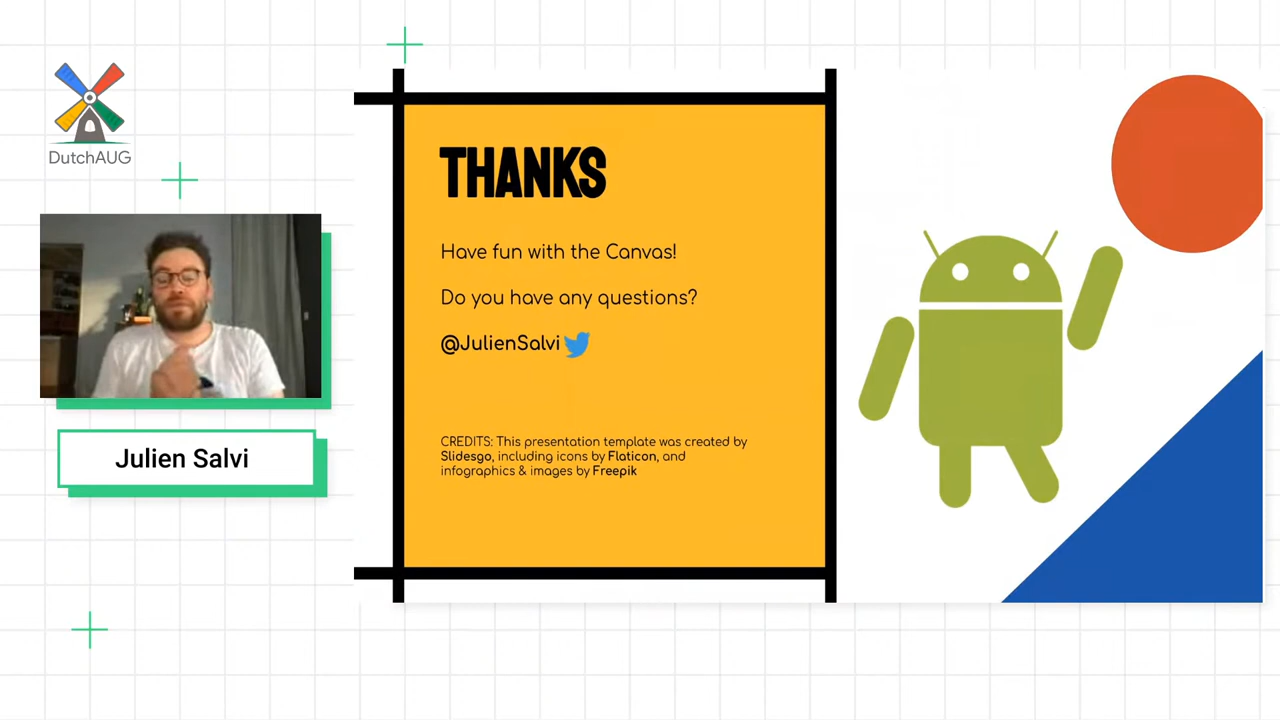 DutchAUG
Julien Salvi
THANKS
Have fun with the Canvas!
Do you have any questions?
@JulienSalvi
CREDITS: This presentation template was created by
Slidesgo, including icons by Flaticon, and
infographics & images by Freepik